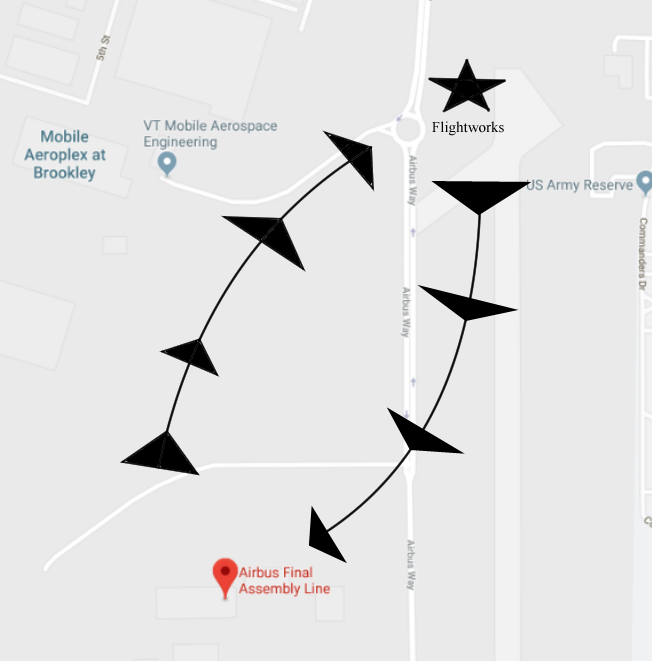 5th St
VT Mobile Aerospace
Engineering
Mobile
Aeroplex at
Brookley
Flightworks
Airbus Way
US Army Reserve
Commanders Dr
Airbus Way
Airbus Final
Assembly Line
Airbus Way